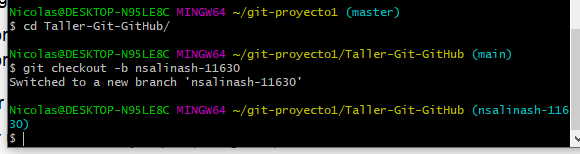 Nicolas@DESKTOP-N95LE8C MINGW64 ~/git-proyecto1 (master)
$ cd Taller-Git-GitHub/
Nicolas@DESKTOP-N95LE8C MINGW64 ~/git-proyecto1/Taller-Git-GitHub (main)
$ git checkout -b nsalinash-11630
Switched to a new branch 'nsalinash-11630'
Nicolas@DESKTOP-N95LE8C MINGW64 ~/git-proyecto1/Taller-Git-GitHub (nsalinash-116
30)
$